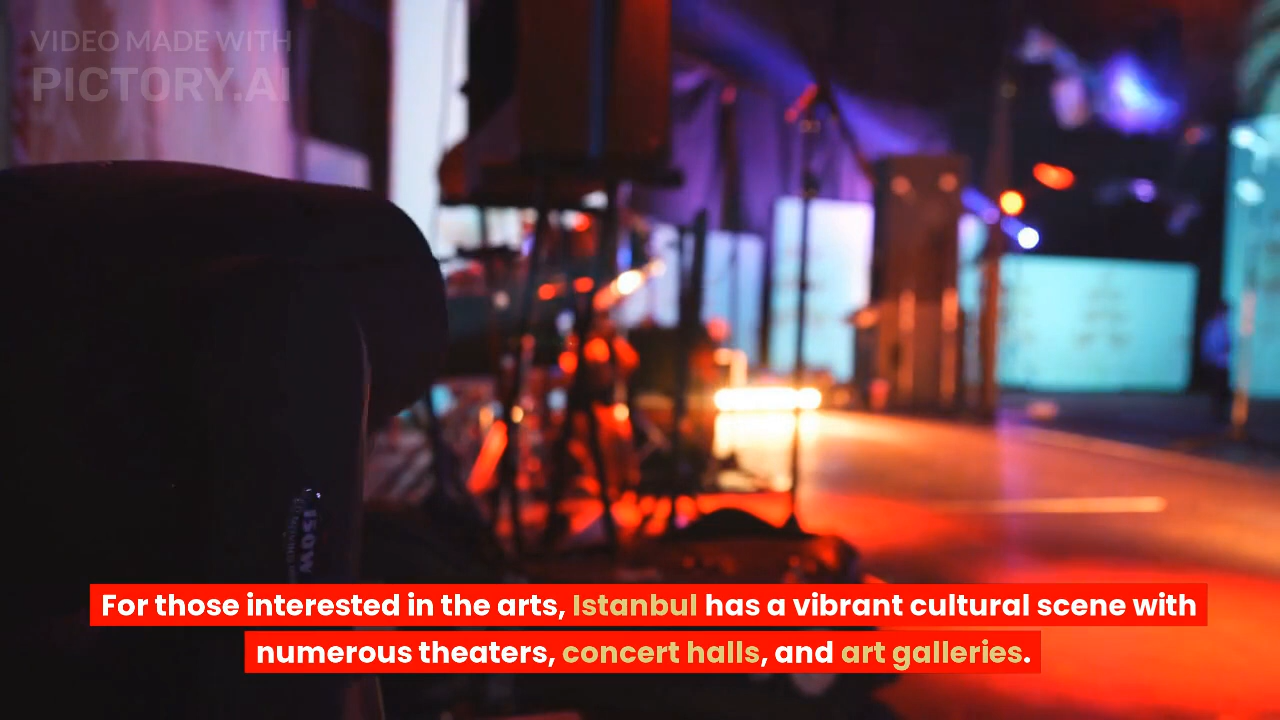 VIDEO MADE WITH
PICTORY.AI
150W
For those interested in the arts, Istanbul has a vibrant cultural scene with
numerous theaters, concert halls, and art galleries.